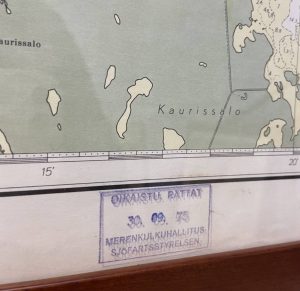 Kaurissalo
Kaurissalo
15'
20'
OIKAISTU, RÄTTAT
30. 09. 75
MERENKULKUHALLITUS
SJÖFARTSSTYRELSEN.